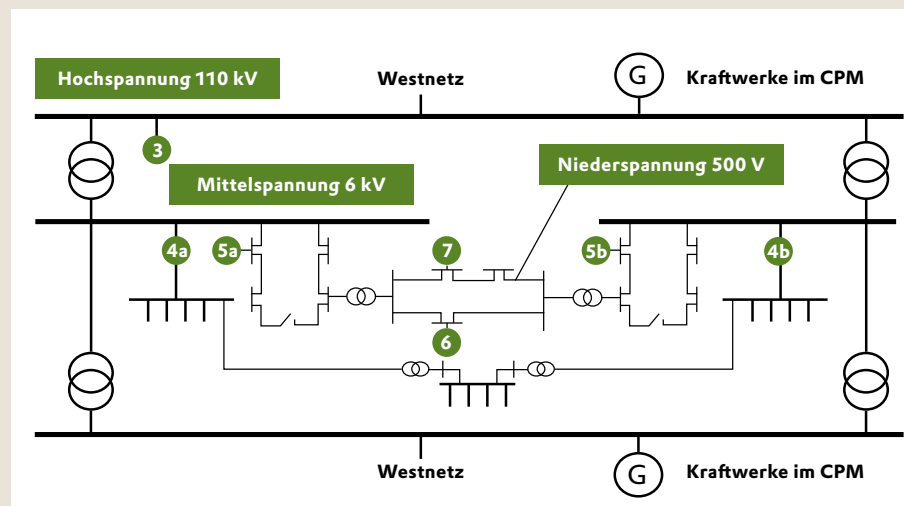 Hochspannung 110 kV
Westnetz
G
Kraftwerke im CPM
3
Mittelspannung 6 kV
Niederspannung 500 V
4a
5a
7
5b
4b
6
Westnetz
G
Kraftwerke im CPM